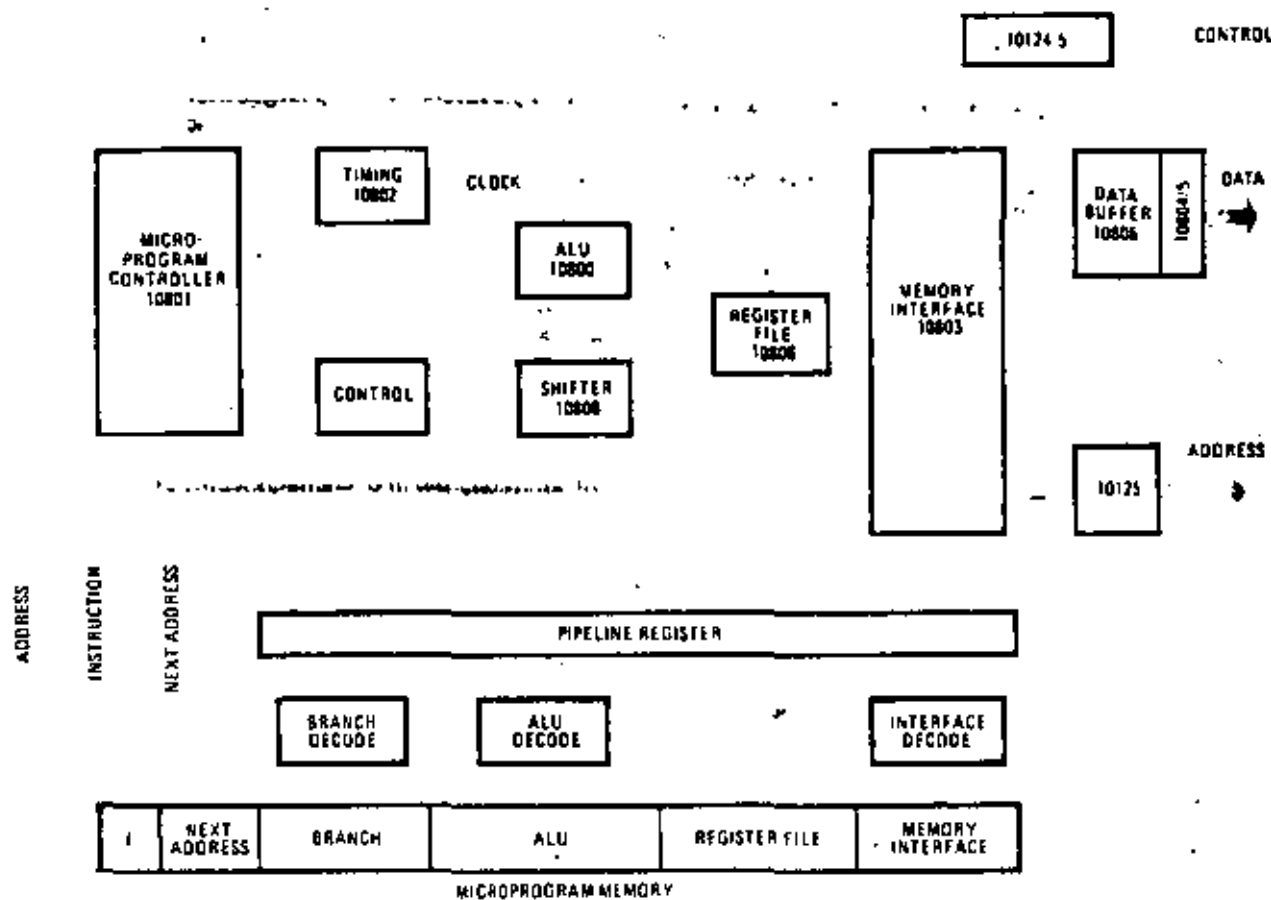 10124 5
CONTROL
MICRO-
PROGRAM
CONTROLLER
10801
TIMING
10802
CLOCK
ALU
10800
CONTROL
SHIFTER
10808
REGISTER
FILE
10806
MEMORY
INTERFACE
10803
DATA
BUFFER
10806
10804/5
DATA
10125
ADDRESS
ADDRESS
INSTRUCTION
NEXT ADDRESS
PIPELINE REGISTER
BRANCH
DECODE
ALU
DECODE
INTERFACE
DECODE
I
NEXT
ADDRESS
BRANCH
ALU
REGISTER FILE
MEMORY
INTERFACE
MICROPROGRAM MEMORY